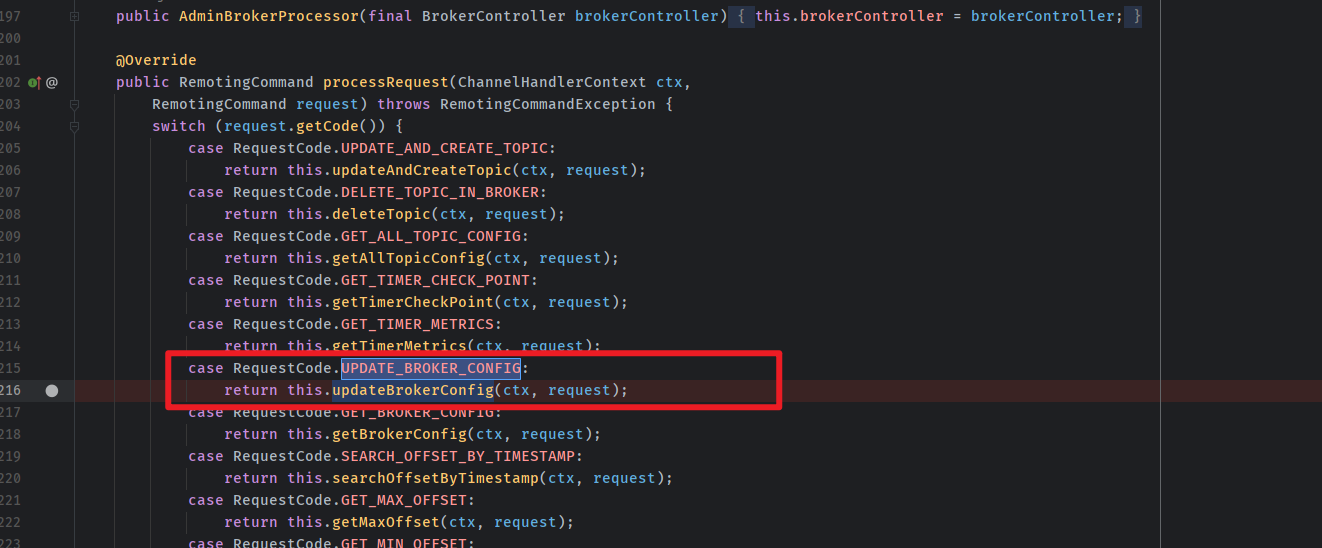 197 public AdminBrokerProcessor(final BrokerController brokerController) { this.brokerController = brokerController; }
200
201 @Override
202 @ public RemotingCommand processRequest(ChannelHandlerContext ctx,
203 RemotingCommand request) throws RemotingCommandException {
204 switch (request.getCode()) {
205 case RequestCode.UPDATE_AND_CREATE_TOPIC:
206 return this.updateAndCreateTopic(ctx, request);
207 case RequestCode.DELETE_TOPIC_IN_BROKER:
208 return this.deleteTopic(ctx, request);
209 case RequestCode.GET_ALL_TOPIC_CONFIG:
210 return this.getAllTopicConfig(ctx, request);
211 case RequestCode.GET_TIMER_CHECK_POINT:
212 return this.getTimerCheckPoint(ctx, request);
213 case RequestCode.GET_TIMER_METRICS:
214 return this.getTimerMetrics(ctx, request);
215 case RequestCode.UPDATE_BROKER_CONFIG:
216 return this.updateBrokerConfig(ctx, request);
217 case RequestCode.GET_BROKER_CONFIG:
218 return this.getBrokerConfig(ctx, request);
219 case RequestCode.SEARCH_OFFSET_BY_TIMESTAMP:
220 return this.searchOffsetByTimestamp(ctx, request);
221 case RequestCode.GET_MAX_OFFSET:
222 return this.getMaxOffset(ctx, request);
223 case RequestCode.GET_MIN_OFFSET: